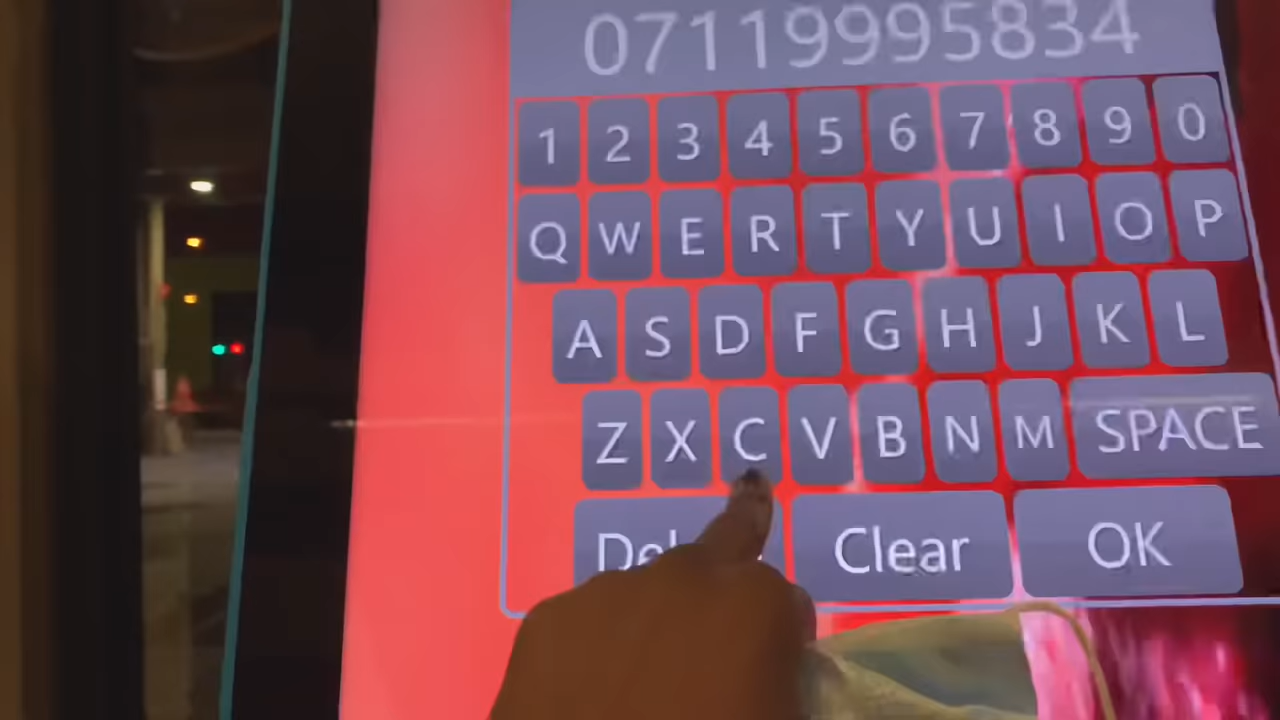 07119995834
1 2 3 4 5 6 7 8 9 0
Q W E R T Y U I O P
A S D F G H J K L
Z X C V B N M SPACE
Clear OK